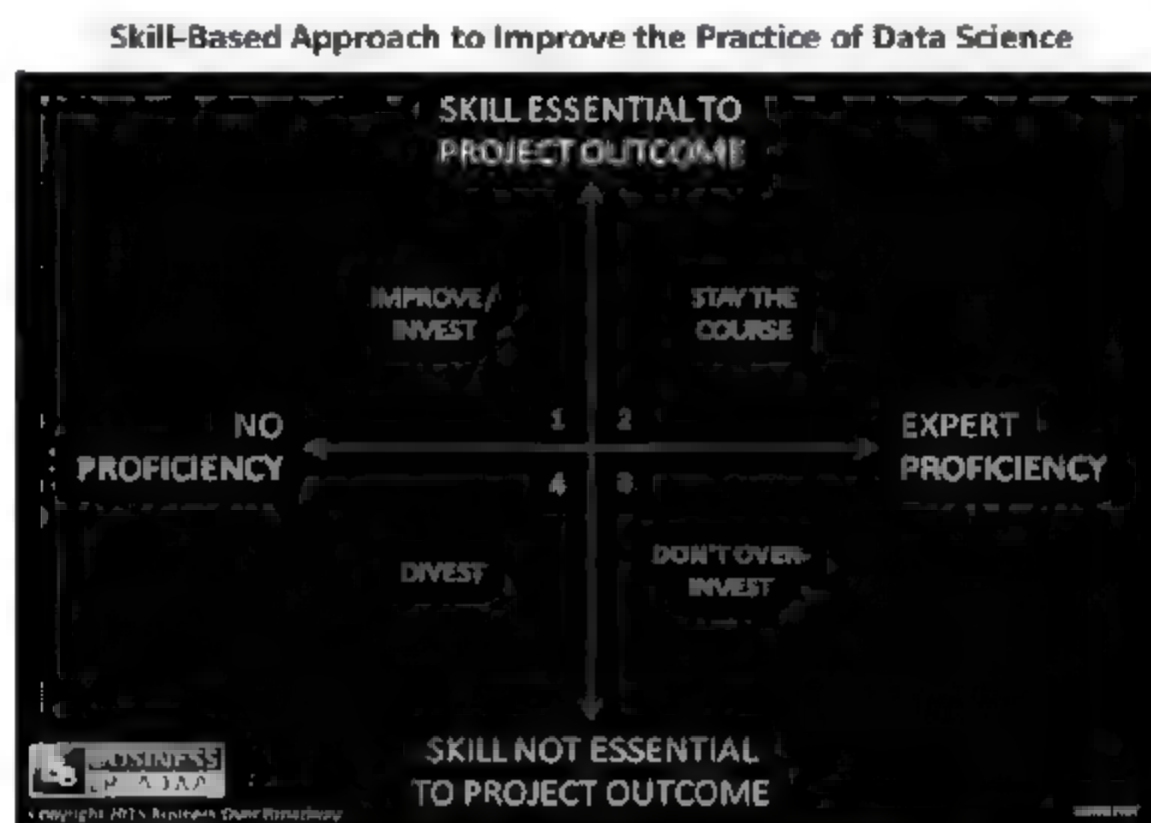 Skill-Based Approach to Improve the Practice of Data Science
SKILL ESSENTIAL TO
PROJECT OUTCOME
IMPROVE/
INVEST
STAY THE
COURSE
1 2
NO
PROFICIENCY
EXPERT
PROFICIENCY
4 3
DIVEST
DON'T OVER-
INVEST
SKILL NOT ESSENTIAL
TO PROJECT OUTCOME
BUSINESS
Copyright